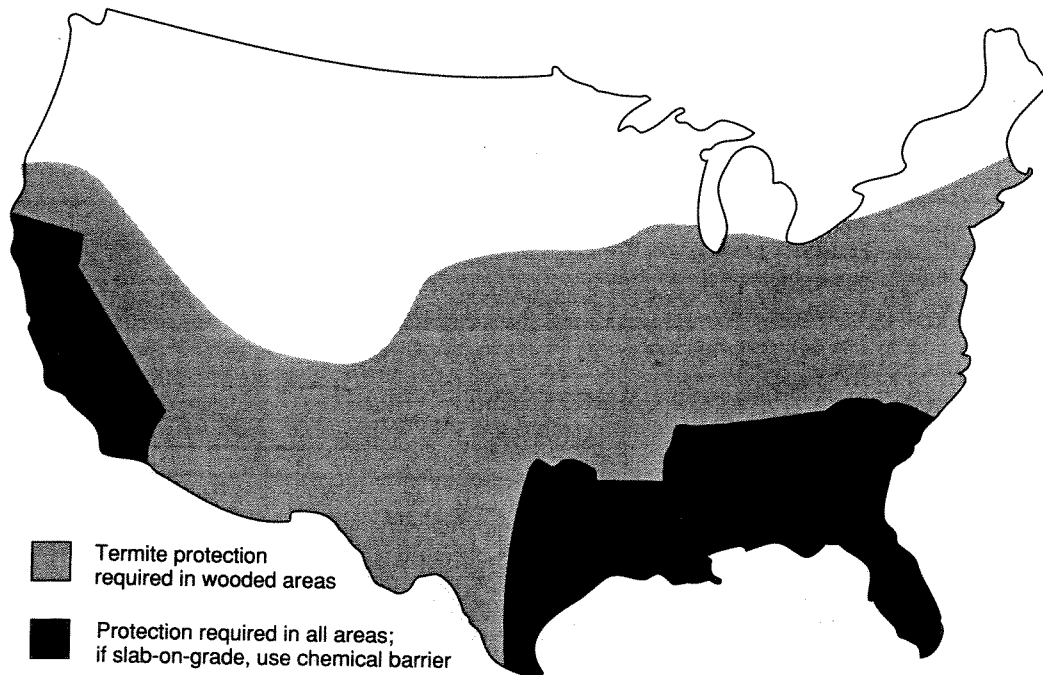 Termite protection
required in wooded areas
Protection required in all areas;
if slab-on-grade, use chemical barrier